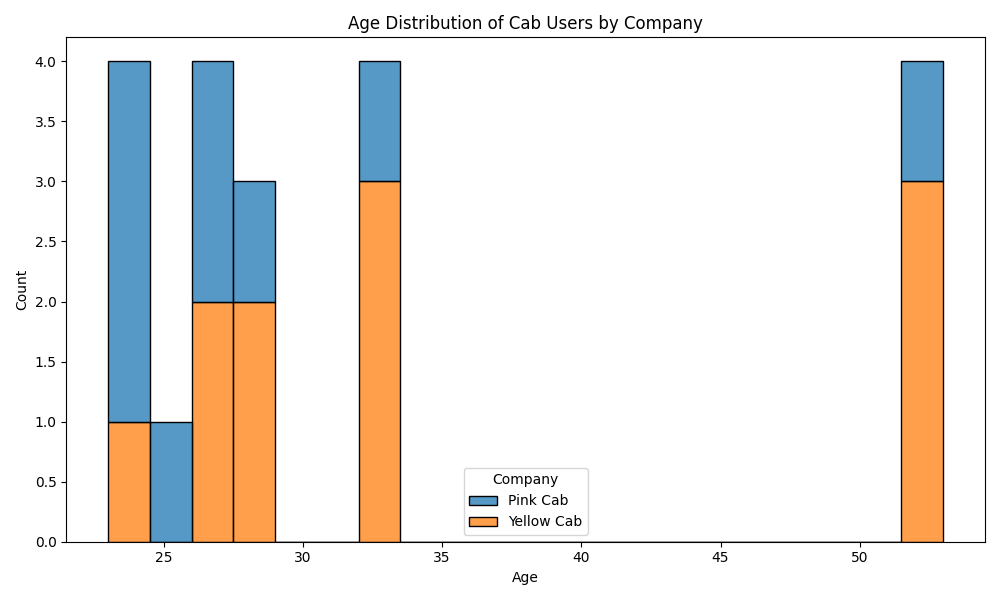 Age Distribution of Cab Users by Company
Count
4.0
3.5
3.0
2.5
2.0
1.5
1.0
0.5
0.0
Company
Pink Cab
Yellow Cab
25 30 35 40 45 50
Age